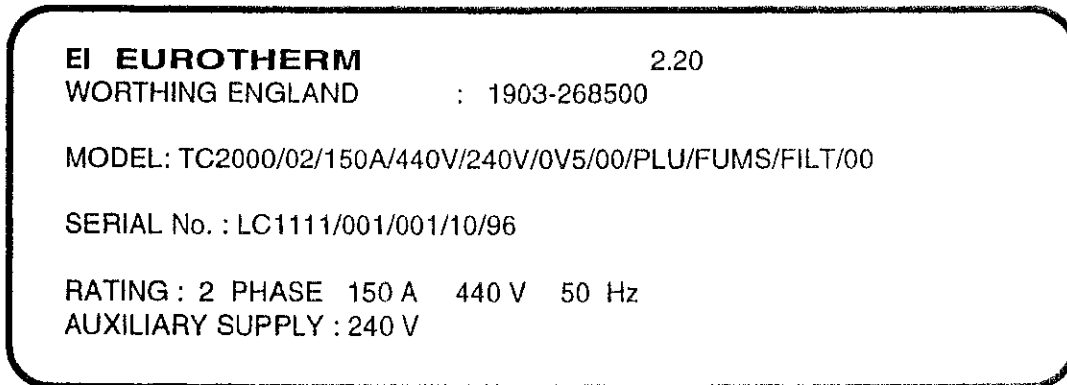 EI EUROTHERM 2.20
WORTHING ENGLAND : 1903-268500
MODEL: TC2000/02/150A/440V/240V/0V5/00/PLU/FUMS/FILT/00
SERIAL No. : LC1111/001/001/10/96
RATING : 2 PHASE 150 A 440 V 50 Hz
AUXILIARY SUPPLY : 240 V